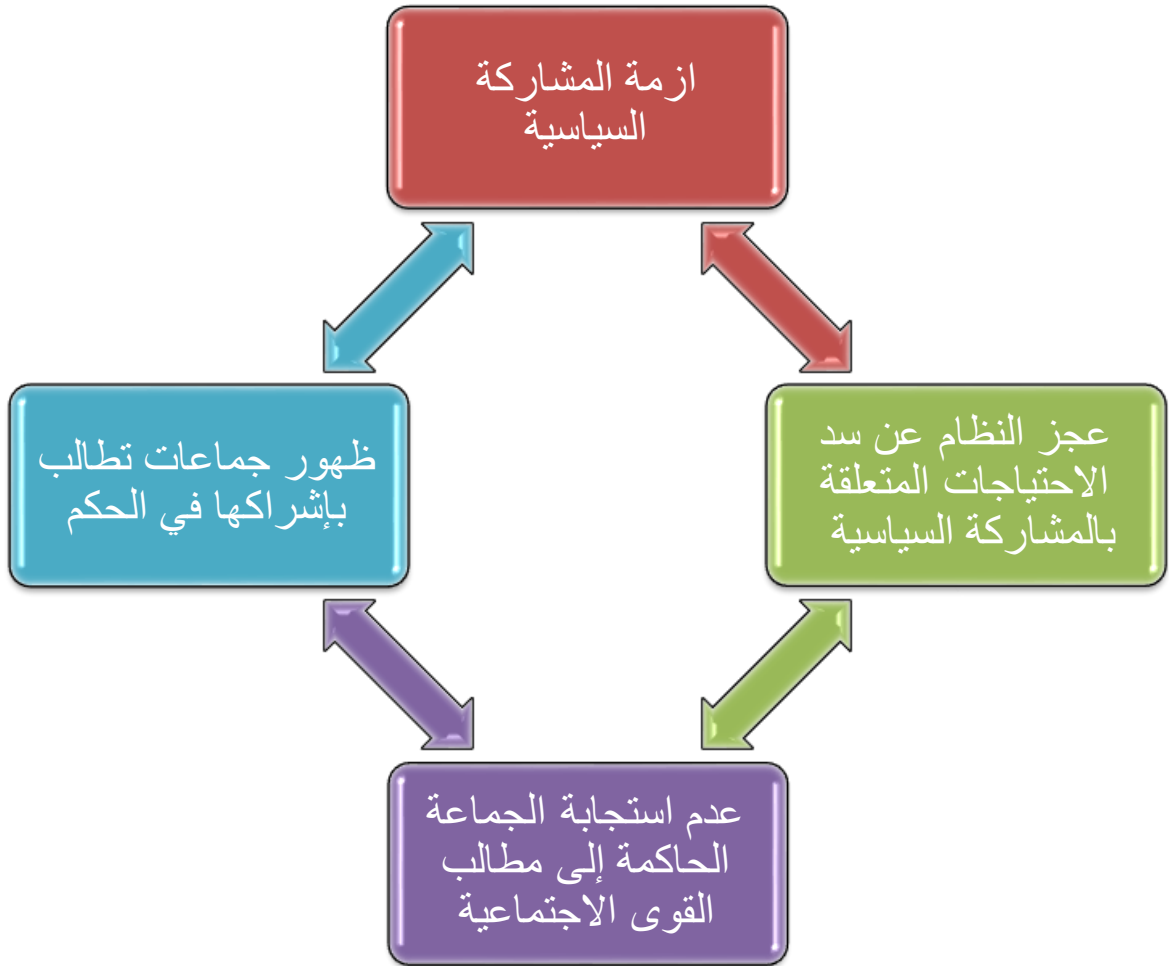 ازمة المشاركة
السياسية
عجز النظام عن سد
الاحتياجات المتعلقة
بالمشاركة السياسية
ظهور جماعات تطالب
بإشراكها في الحكم
عدم استجابة الجماعة
الحاكمة إلى مطالب
القوى الاجتماعية